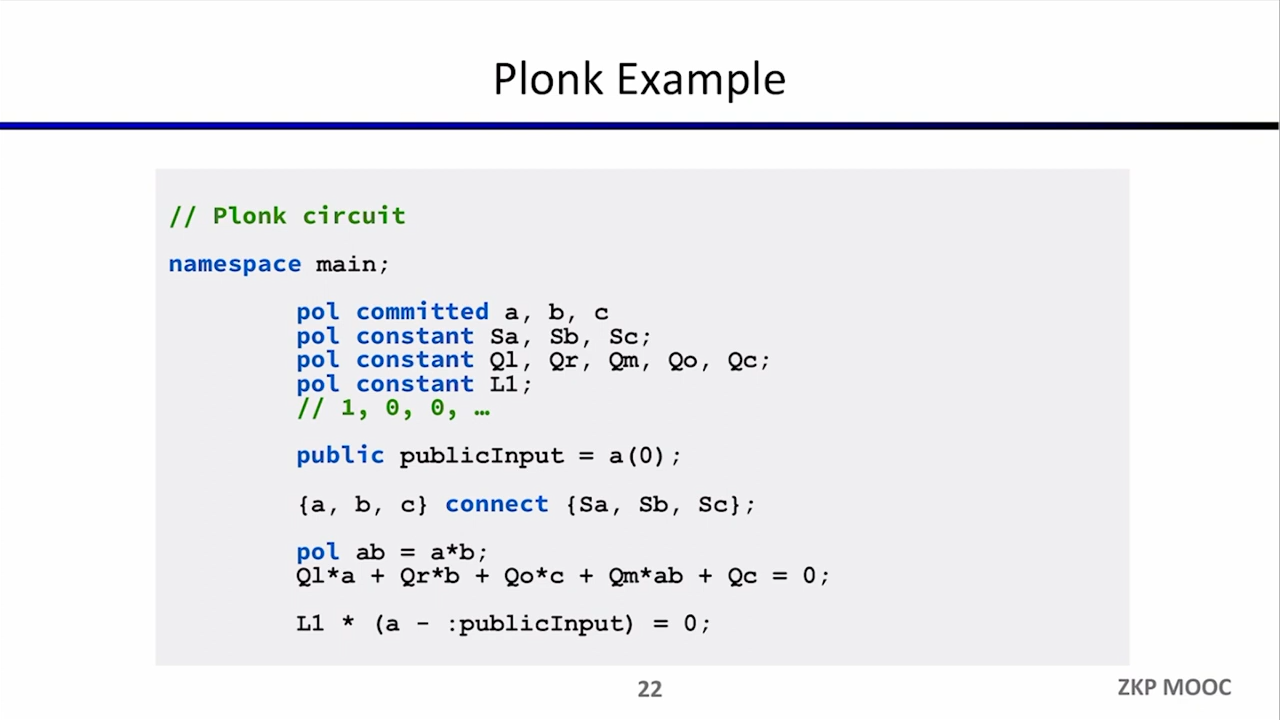 Plonk Example
// Plonk circuit
namespace main;
pol committed a, b, c
pol constant Sa, Sb, Sc;
pol constant Ql, Qr, Qm, Qo, Qc;
pol constant L1;
// 1, 0, 0, …
public publicInput = a(0);
{a, b, c} connect {Sa, Sb, Sc};
pol ab = a*b;
Ql*a + Qr*b + Qo*c + Qm*ab + Qc = 0;
L1 * (a - :publicInput) = 0;
22
ZKP MOOC